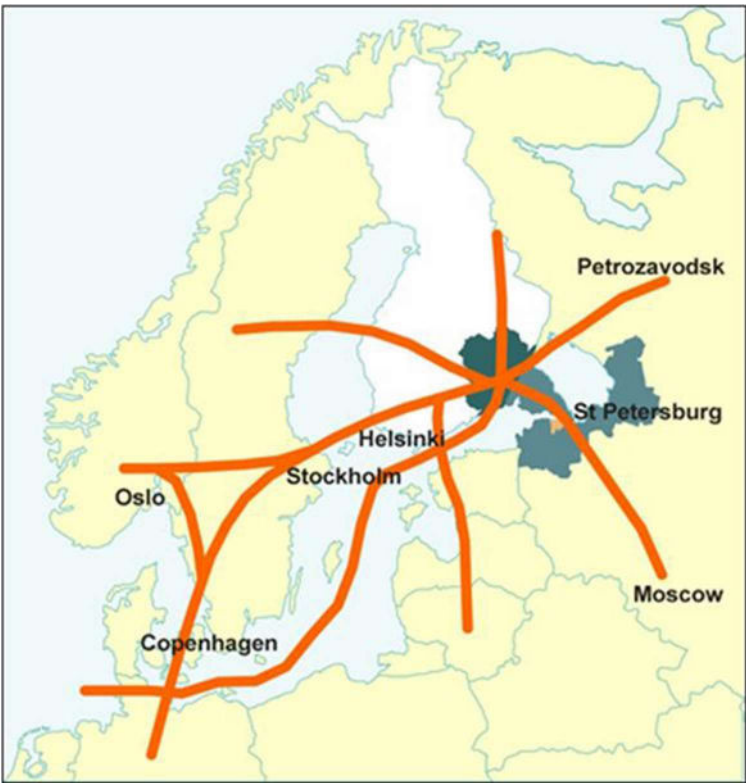 Petrozavodsk
St Petersburg
Helsinki
Stockholm
Oslo
Moscow
Copenhagen